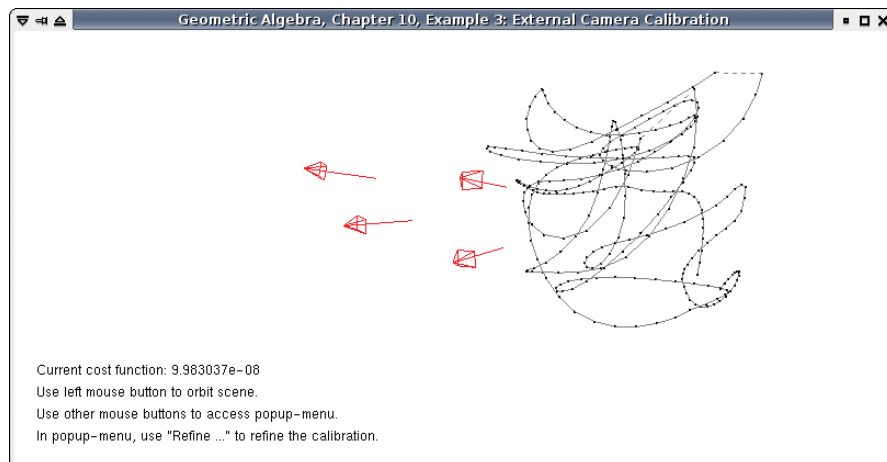 Geometric Algebra, Chapter 10, Example 3: External Camera Calibration
Current cost function: 9.983037e-08
Use left mouse button to orbit scene.
Use other mouse buttons to access popup-menu.
In popup-menu, use "Refine ..." to refine the calibration.